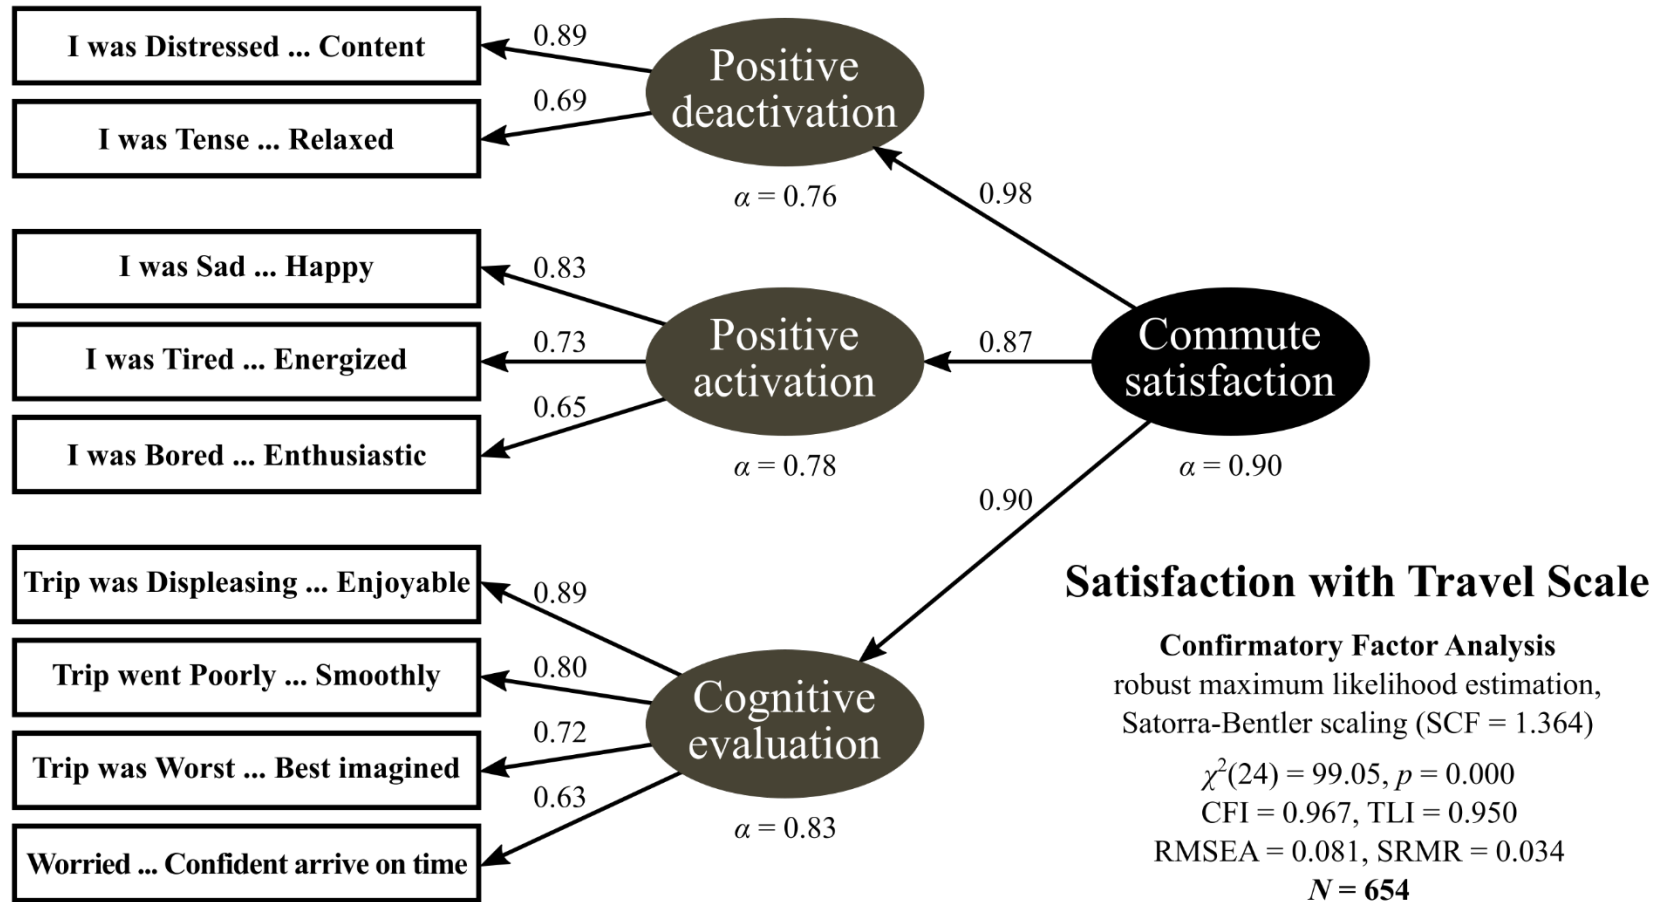 I was Distressed ... Content
0.89
Positive
deactivation
0.69
I was Tense ... Relaxed
α = 0.76
0.98
I was Sad ... Happy
0.83
Positive
activation
I was Tired ... Energized
0.73
0.87
Commute
satisfaction
0.65
I was Bored ... Enthusiastic
α = 0.78
α = 0.90
0.90
Trip was Displeasing ... Enjoyable
0.89
Trip went Poorly ... Smoothly
0.80
Cognitive
evaluation
0.72
Trip was Worst ... Best imagined
0.63
α = 0.83
Worried ... Confident arrive on time
Satisfaction with Travel Scale
Confirmatory Factor Analysis
robust maximum likelihood estimation,
Satorra-Bentler scaling (SCF = 1.364)
χ²(24) = 99.05, p = 0.000
CFI = 0.967, TLI = 0.950
RMSEA = 0.081, SRMR = 0.034
N = 654